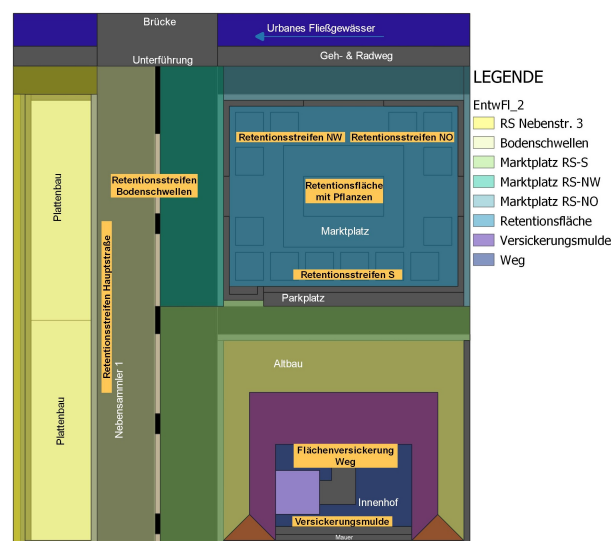 Brücke
Urbanes Fließgewässer
Unterführung
Geh- & Radweg
LEGENDE
EntwFl_2
RS Nebenstr. 3
Bodenschwellen
Marktplatz RS-S
Marktplatz RS-NW
Marktplatz RS-NO
Retentionsfläche
Versickerungsmulde
Weg
Retentionsstreifen NW
Retentionsstreifen NO
Plattenbau
Retentionsstreifen
Bodenschwellen
Retentionsfläche
mit Pflanzen
Marktplatz
Retentionsstreifen S
Parkplatz
Retentionsstreifen Hauptstraße
Nebensammler 1
Plattenbau
Altbau
Flächenversickerung
Weg
Innenhof
Versickerungsmulde
Mauer